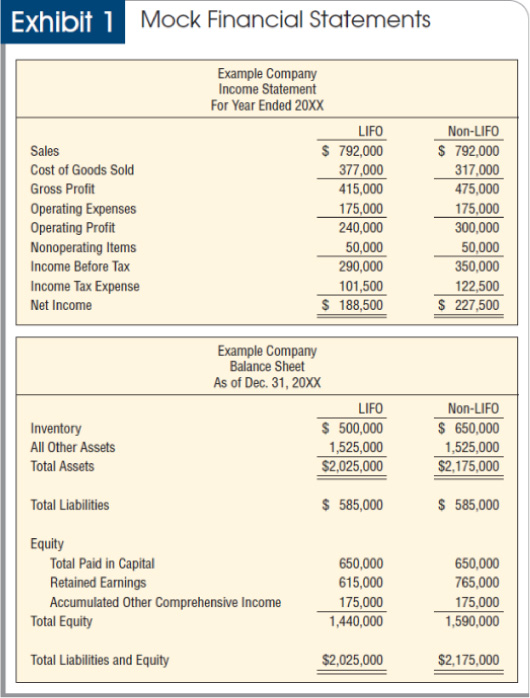 Exhibit 1 Mock Financial Statements
Example Company
Income Statement
For Year Ended 20XX
LIFO Non-LIFO
Sales $ 792,000 $ 792,000
Cost of Goods Sold 377,000 317,000
Gross Profit 415,000 475,000
Operating Expenses 175,000 175,000
Operating Profit 240,000 300,000
Nonoperating Items 50,000 50,000
Income Before Tax 290,000 350,000
Income Tax Expense 101,500 122,500
Net Income $ 188,500 $ 227,500
Example Company
Balance Sheet
As of Dec. 31, 20XX
LIFO Non-LIFO
Inventory $ 500,000 $ 650,000
All Other Assets 1,525,000 1,525,000
Total Assets $2,025,000 $2,175,000
Total Liabilities $ 585,000 $ 585,000
Equity
Total Paid in Capital 650,000 650,000
Retained Earnings 615,000 765,000
Accumulated Other Comprehensive Income 175,000 175,000
Total Equity 1,440,000 1,590,000
Total Liabilities and Equity $2,025,000 $2,175,000